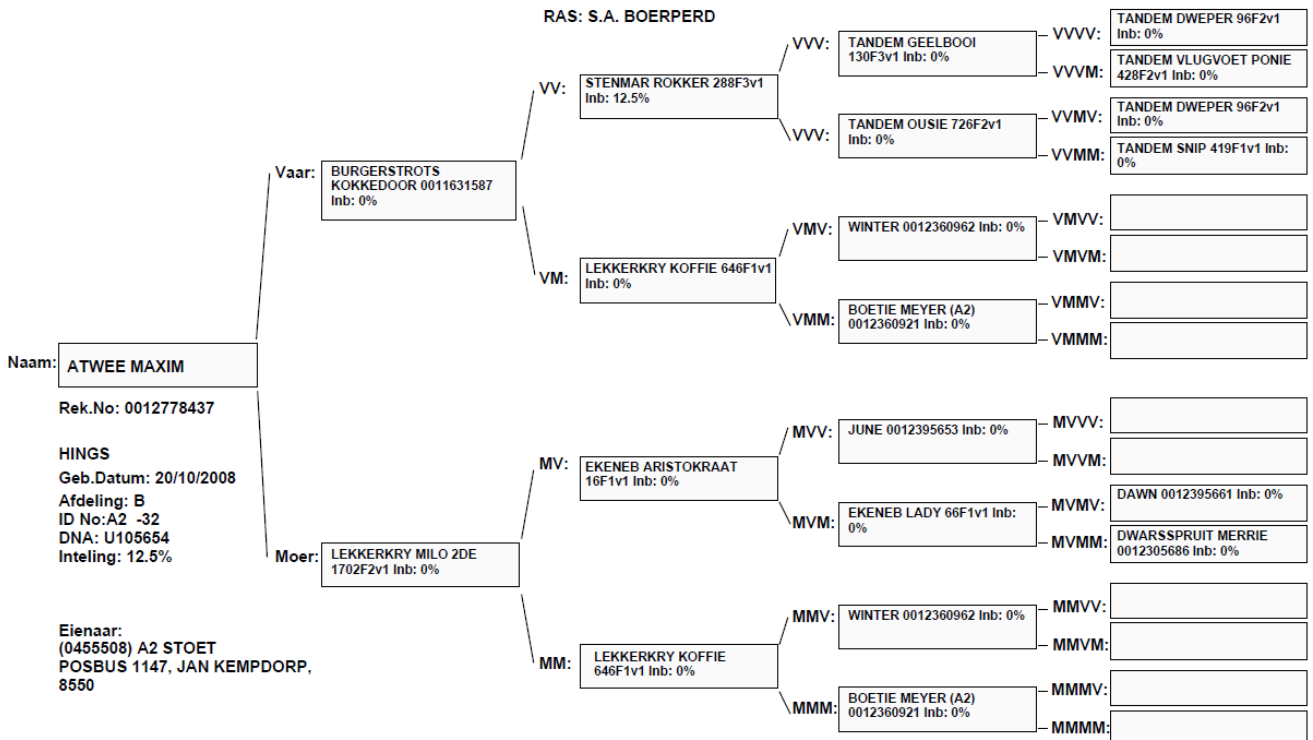 RAS: S.A. BOERPERD
Naam:
ATWEE MAXIM
Rek.No: 0012778437
HINGS
Geb.Datum: 20/10/2008
Afdeling: B
ID No:A2 -32
DNA: U105654
Inteling: 12.5%
Eienaar:
(0455508) A2 STOET
POSBUS 1147, JAN KEMPDORP,
8550
Vaar:
BURGERSTROTS
KOKKEDOOR 0011631587
Inb: 0%
Moer:
LEKKERKRY MILO 2DE
1702F2v1 Inb: 0%
VV:
STENMAR ROKKER 288F3v1
Inb: 12.5%
VM:
LEKKERKRY KOFFIE 646F1v1
Inb: 0%
MV:
EKENEB ARISTOKRAAT
16F1v1 Inb: 0%
MM:
LEKKERKRY KOFFIE
646F1v1 Inb: 0%
VVV:
TANDEM GEELBOOI
130F3v1 Inb: 0%
VVV:
TANDEM OUSIE 726F2v1
Inb: 0%
VMV:
WINTER 0012360962 Inb: 0%
VMM:
BOETIE MEYER (A2)
0012360921 Inb: 0%
MVV:
JUNE 0012395653 Inb: 0%
MVM:
EKENEB LADY 66F1v1 Inb:
0%
MMV:
WINTER 0012360962 Inb: 0%
MMM:
BOETIE MEYER (A2)
0012360921 Inb: 0%
VVVV:
TANDEM DWEPER 96F2v1
Inb: 0%
VVVM:
TANDEM VLUGVOET PONIE
428F2v1 Inb: 0%
VVMV:
TANDEM DWEPER 96F2v1
Inb: 0%
VVMM:
TANDEM SNIP 419F1v1 Inb:
0%
VMVV:
VMVM:
VMMV:
VMMM:
MVVV:
MVVM:
MVMV:
DAWN 0012395661 Inb: 0%
MVMM:
DWARSSPRUIT MERRIE
0012305686 Inb: 0%
MMVV:
MMVM:
MMMV:
MMMM: